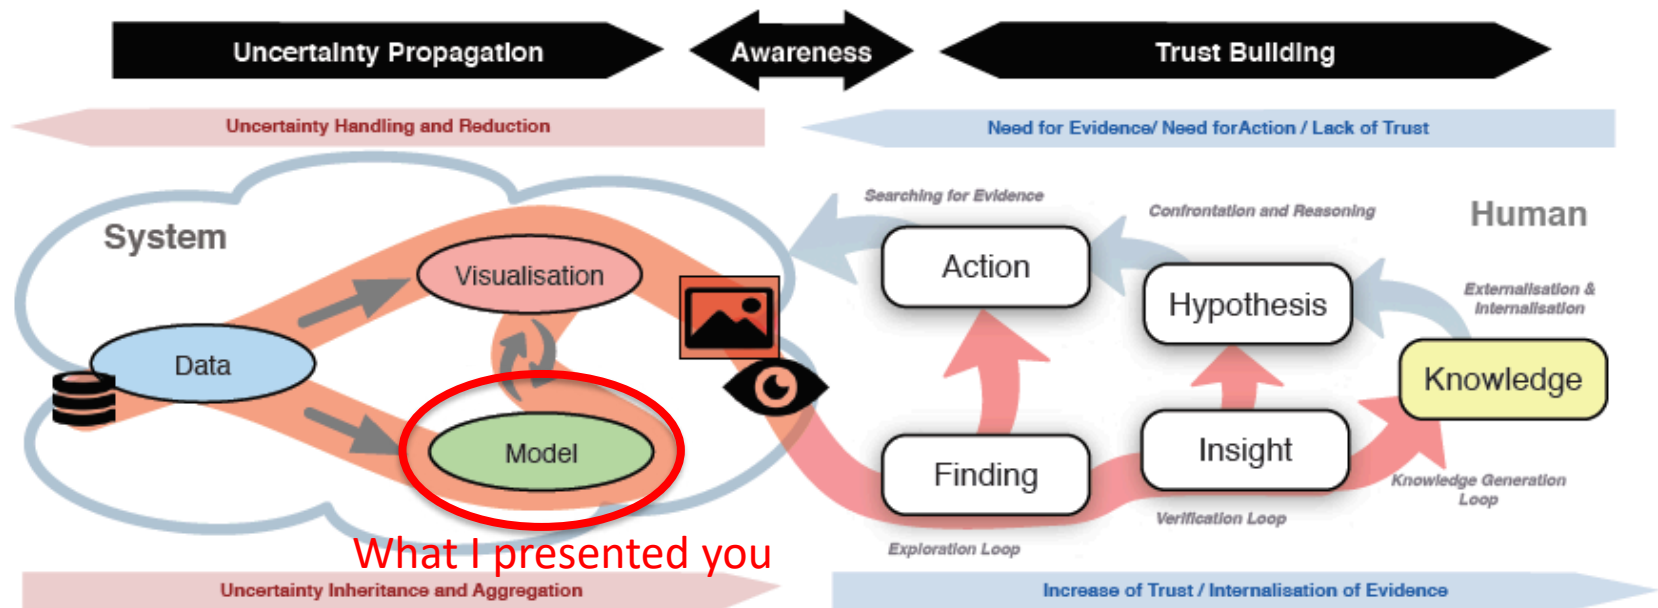 Uncertainty Propagation
Awareness
Trust Building
Uncertainty Handling and Reduction
Need for Evidence/ Need forAction / Lack of Trust
System
Human
Searching for Evidence
Confrontation and Reasoning
Externalisation &
Internalisation
Visualisation
Action
Hypothesis
Data
Knowledge
Model
Finding
Insight
Knowledge Generation
Loop
Verification Loop
Exploration Loop
What I presented you
Uncertainty Inheritance and Aggregation
Increase of Trust / Internalisation of Evidence